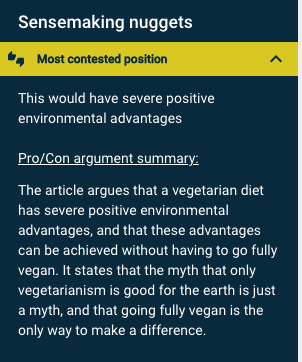 Sensemaking nuggets
Most contested position
This would have severe positive
environmental advantages
Pro/Con argument summary:
The article argues that a vegetarian diet
has severe positive environmental
advantages, and that these advantages
can be achieved without having to go fully
vegan. It states that the myth that only
vegetarianism is good for the earth is just
a myth, and that going fully vegan is the
only way to make a difference.